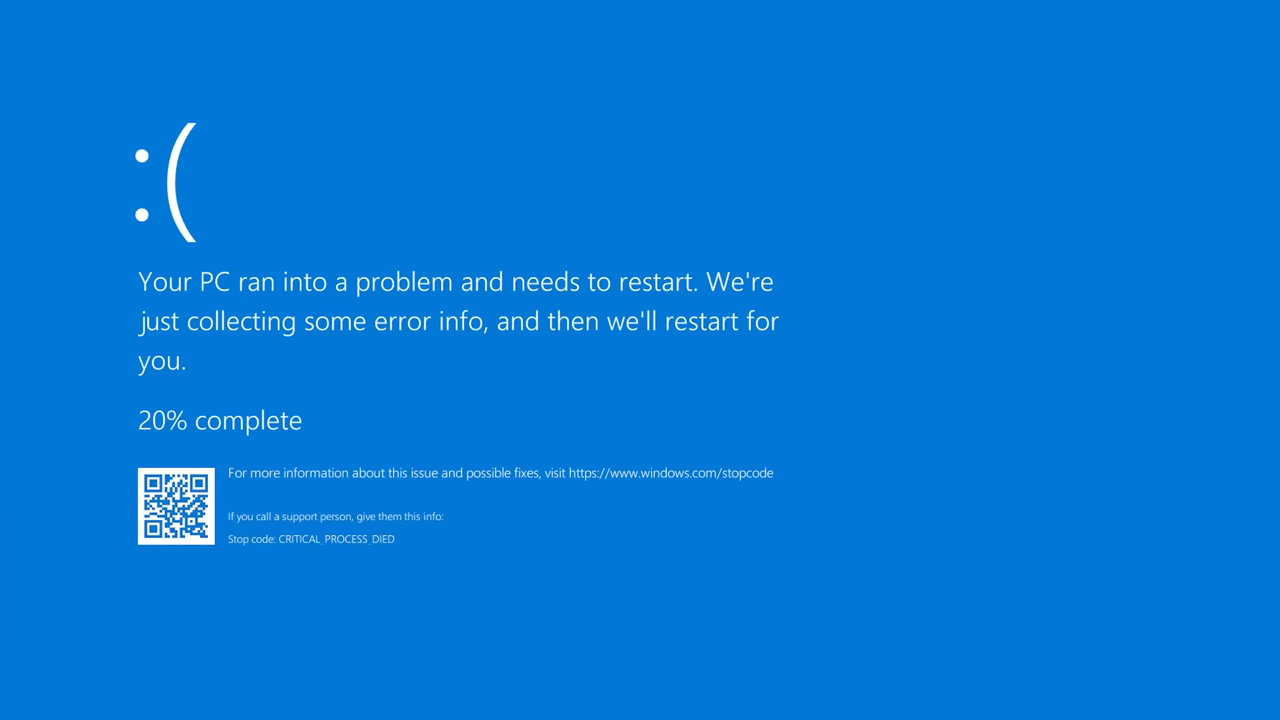 :(
Your PC ran into a problem and needs to restart. We're
just collecting some error info, and then we'll restart for
you.
20% complete
For more information about this issue and possible fixes, visit https://www.windows.com/stopcode
If you call a support person, give them this info:
Stop code: CRITICAL_PROCESS_DIED